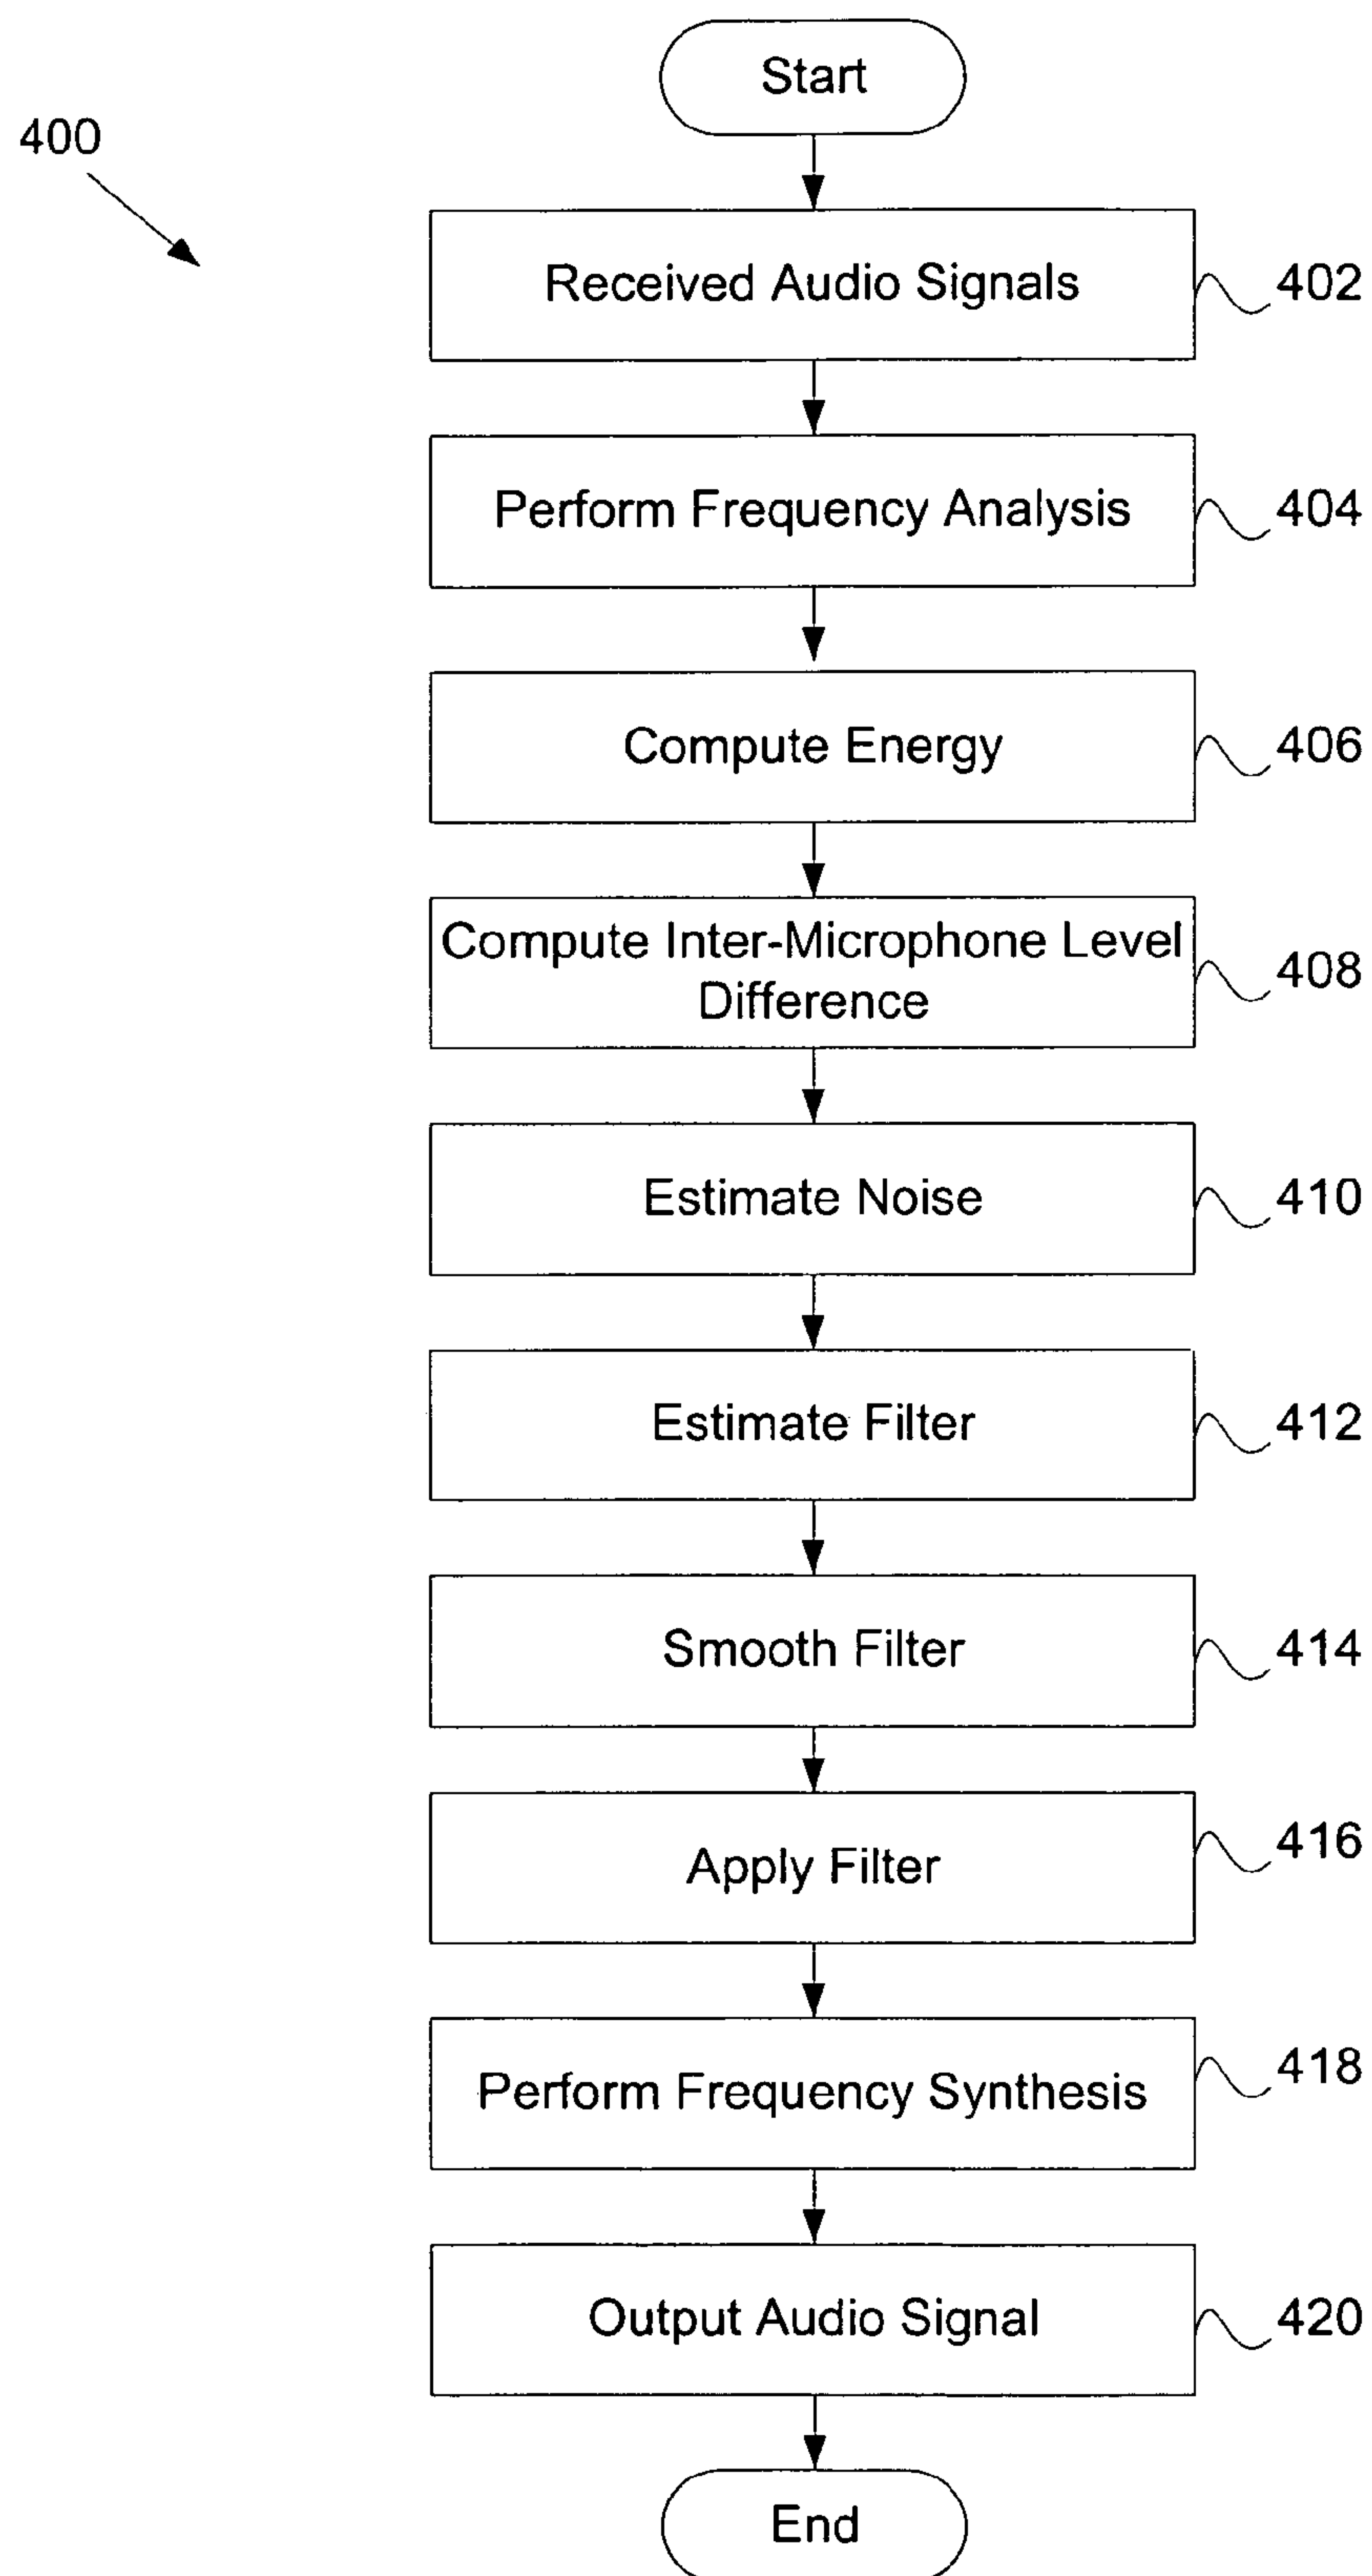 Start
400
Received Audio Signals
402
Perform Frequency Analysis
404
Compute Energy
406
Compute Inter-Microphone Level
Difference
408
Estimate Noise
410
Estimate Filter
412
Smooth Filter
414
Apply Filter
416
Perform Frequency Synthesis
418
Output Audio Signal
420
End